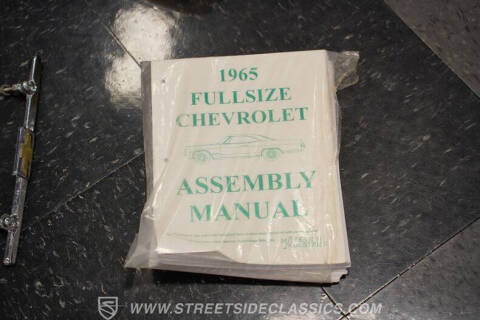 1965
FULLSIZE
CHEVROLET
ASSEMBLY
MANUAL
WWW.STREETSIDECLASSICS.COM